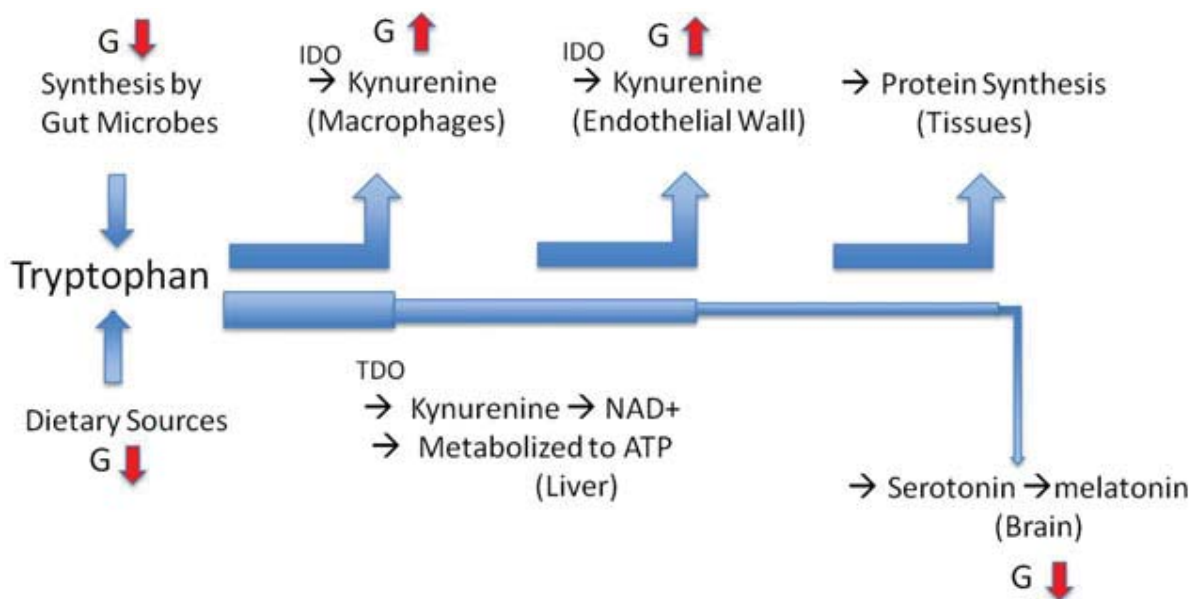 G
Synthesis by
Gut Microbes
G
IDO
→ Kynurenine
(Macrophages)
G
IDO
→ Kynurenine
(Endothelial Wall)
→ Protein Synthesis
(Tissues)
Tryptophan
Dietary Sources
G
TDO
→ Kynurenine → NAD+
→ Metabolized to ATP
(Liver)
→ Serotonin → melatonin
(Brain)
G